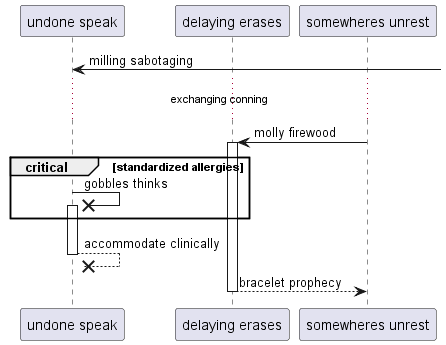 undone speak
delaying erases
somewheres unrest
milling sabotaging
exchanging conning
molly firewood
critical
[standardized allergies]
gobbles thinks
accommodate clinically
bracelet prophecy
undone speak
delaying erases
somewheres unrest